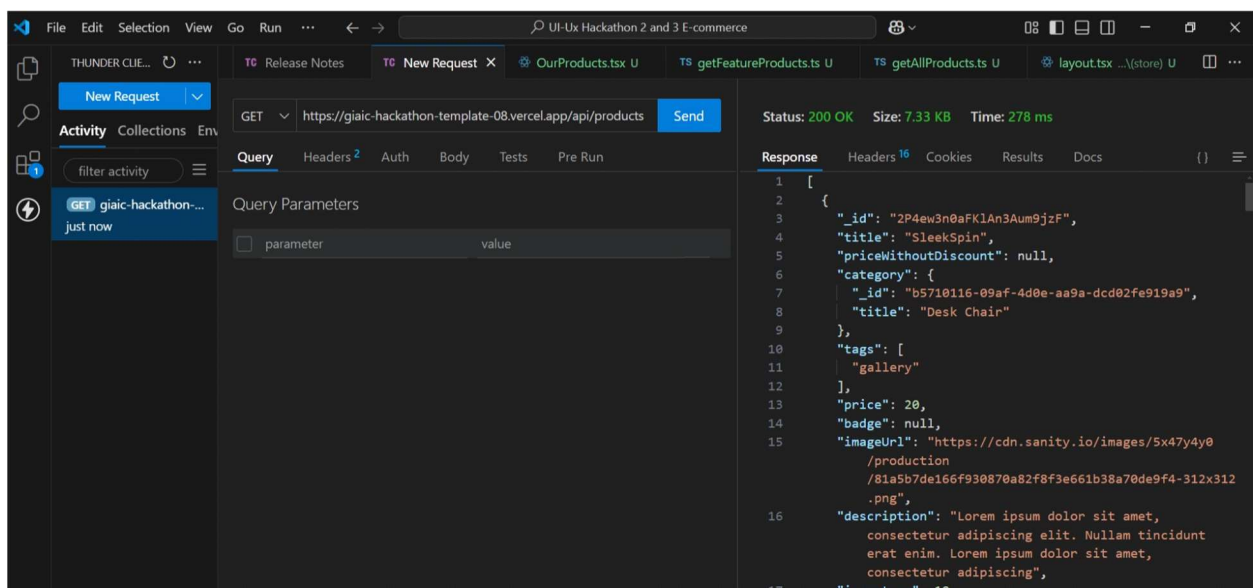 File Edit Selection View Go Run ··· ← → UI-Ux Hackathon 2 and 3 E-commerce
THUNDER CLIE... ···
TC Release Notes TC New Request × OurProducts.tsx U TS getFeatureProducts.ts U TS getAllProducts.ts U layout.tsx ...\(store) U ···
New Request
Activity Collections Env
filter activity
GET giaic-hackathon-...
just now
1
GET https://giaic-hackathon-template-08.vercel.app/api/products Send
Query Headers 2 Auth Body Tests Pre Run
Query Parameters
parameter value
Status: 200 OK Size: 7.33 KB Time: 278 ms
Response Headers 16 Cookies Results Docs {}
1 [
2 {
3 "_id": "2P4ew3n0aFKlAn3Aum9jzF",
4 "title": "SleekSpin",
5 "priceWithoutDiscount": null,
6 "category": {
7 "_id": "b5710116-09af-4d0e-aa9a-dcd02fe919a9",
8 "title": "Desk Chair"
9 },
10 "tags": [
11 "gallery"
12 ],
13 "price": 20,
14 "badge": null,
15 "imageUrl": "https://cdn.sanity.io/images/5x47y4y0
/production
/81a5b7de166f930870a82f8f3e661b38a70de9f4-312x312
.png",
16 "description": "Lorem ipsum dolor sit amet,
consectetur adipiscing elit. Nullam tincidunt
erat enim. Lorem ipsum dolor sit amet,
consectetur adipiscing",